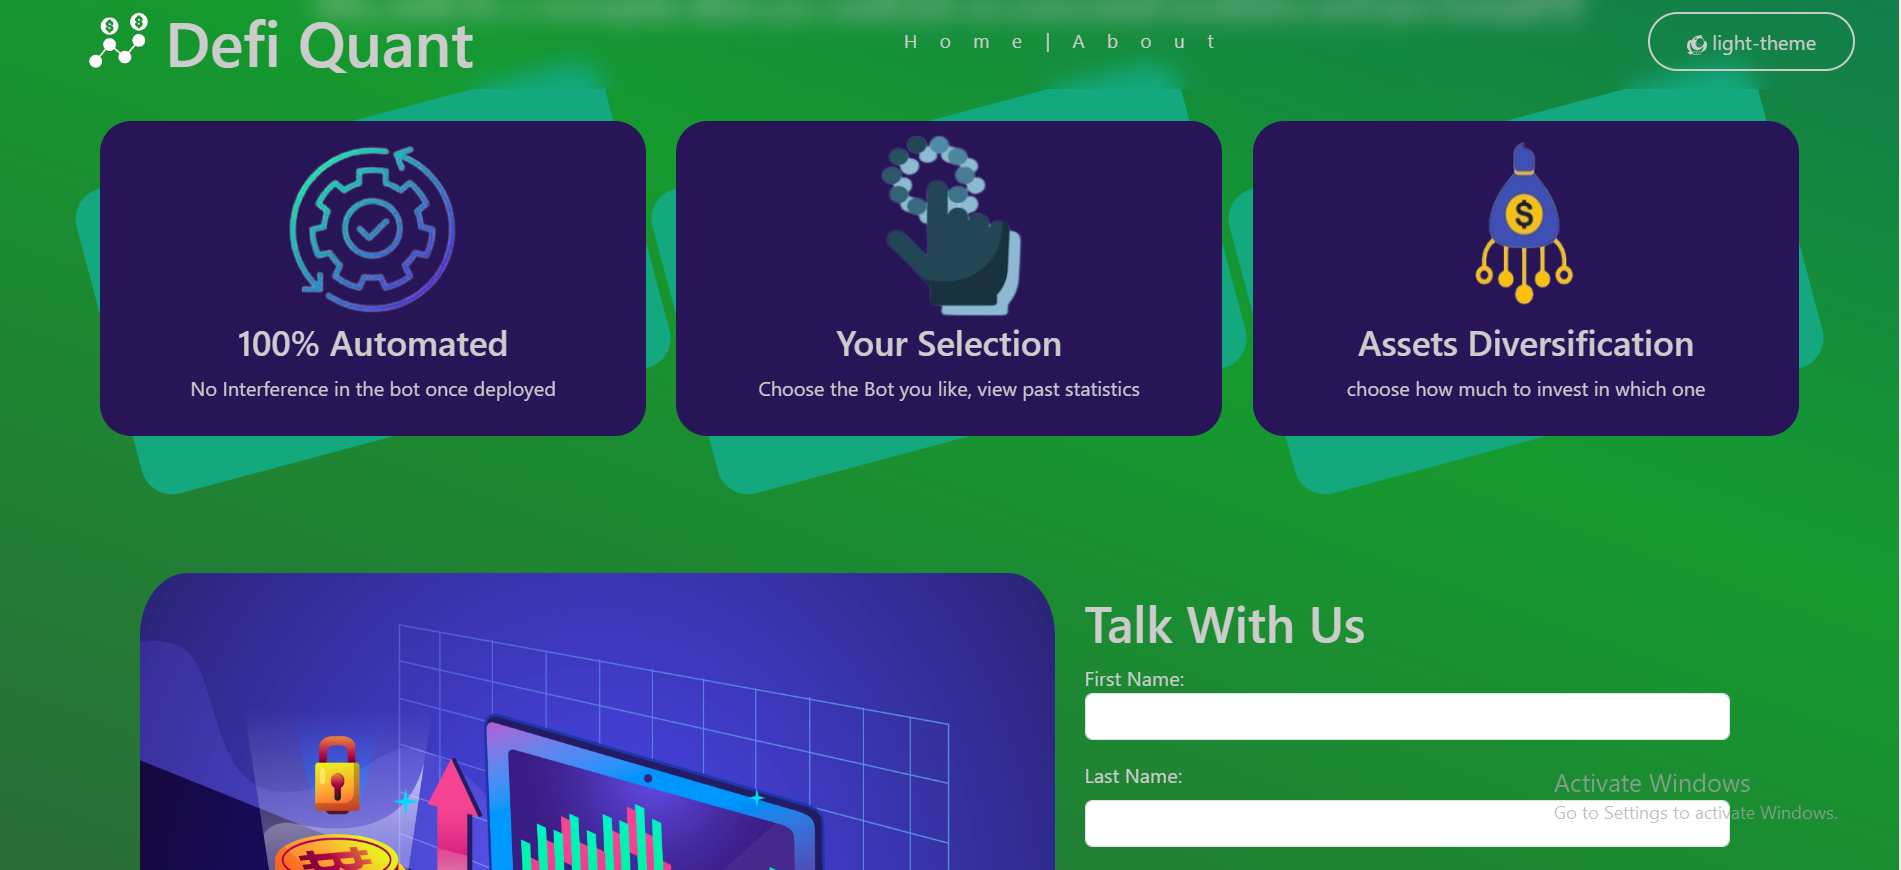 Defi Quant
Home|About
light-theme
100% Automated
No Interference in the bot once deployed
Your Selection
Choose the Bot you like, view past statistics
Assets Diversification
choose how much to invest in which one
Talk With Us
First Name:
Last Name:
Activate Windows
Go to Settings to activate Windows.